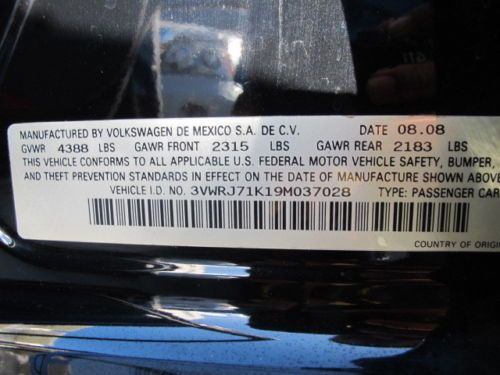 MANUFACTURED BY VOLKSWAGEN DE MEXICO S.A. DE C.V. DATE 08.08
GVWR 4388 LBS GAWR FRONT 2315 LBS GAWR REAR 2183 LBS
THIS VEHICLE CONFORMS TO ALL APPLICABLE U.S. FEDERAL MOTOR VEHICLE SAFETY, BUMPER,
AND THEFT PREVENTION STANDARDS IN EFFECT ON THE DATE OF MANUFACTURE SHOWN ABOVE
VEHICLE I.D. NO. 3VWRJ71K19M037028 TYPE: PASSENGER CAR
COUNTRY OF ORIGIN